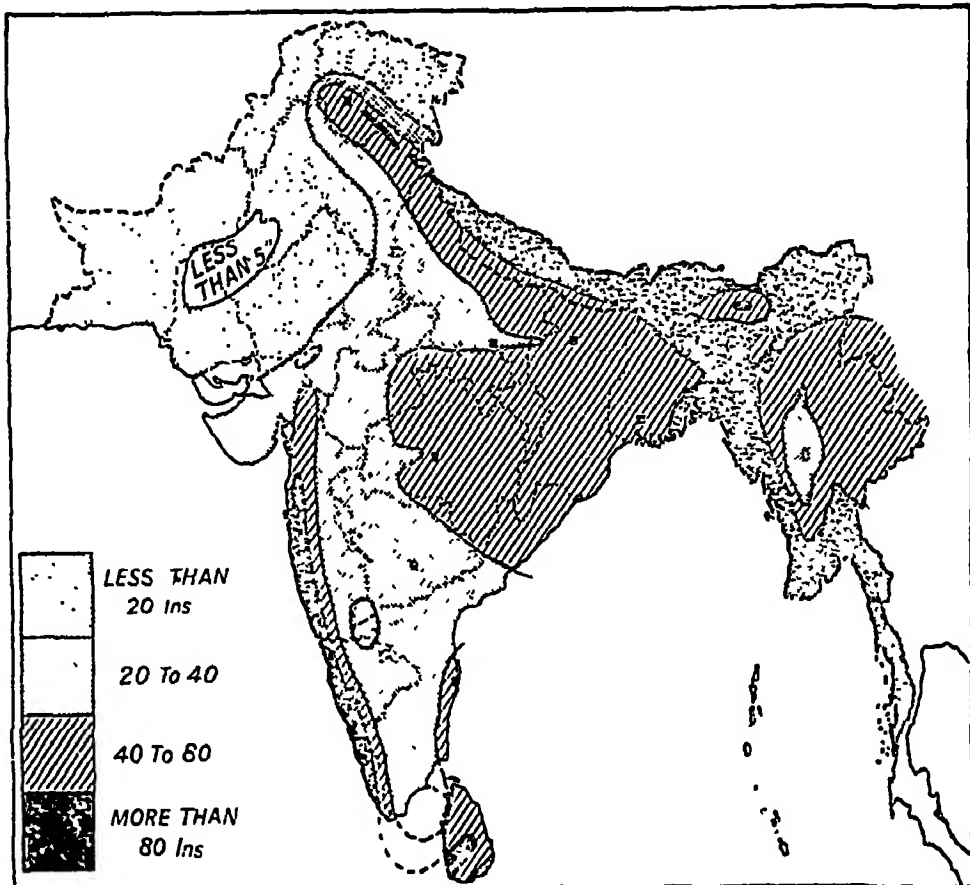 LESS
THAN 5"
LESS THAN
20 Ins
20 To 40
40 To 80
MORE THAN
80 Ins